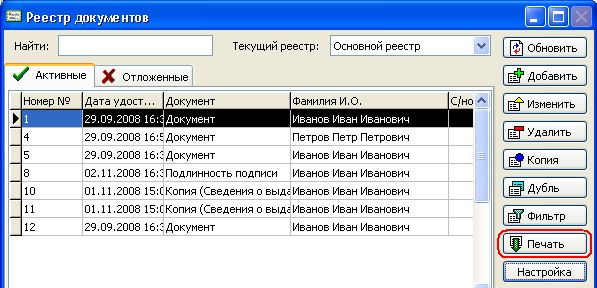 Реестр документов
Найти: Текущий реестр: Основной реестр
Обновить
Активные Отложенные
Добавить
Номер № Дата удост... Документ Фамилия И.О. С/но
Изменить
1 29.09.2008 16:3 Документ Иванов Иван Иванович
4 29.09.2008 16:5 Документ Петров Петр Петрович
Удалить
5 29.09.2008 16:3 Документ Иванов Иван Иванович
Копия
8 02.11.2008 16:3 Подлинность подписи Иванов Иван Иванович
10 01.11.2008 15:0 Копия (Сведения о выда Иванов Иван Иванович
Дубль
11 01.11.2008 15:0 Копия (Сведения о выда Иванов Иван Иванович
Фильтр
12 29.09.2008 16:3 Документ Иванов Иван Иванович
Печать
Настройка